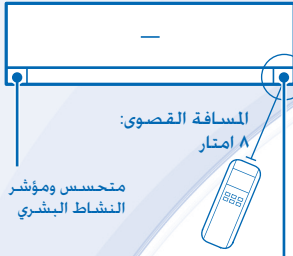 المسافة القصوى:
٨ امتار
متحسس ومؤشر
النشاط البشري